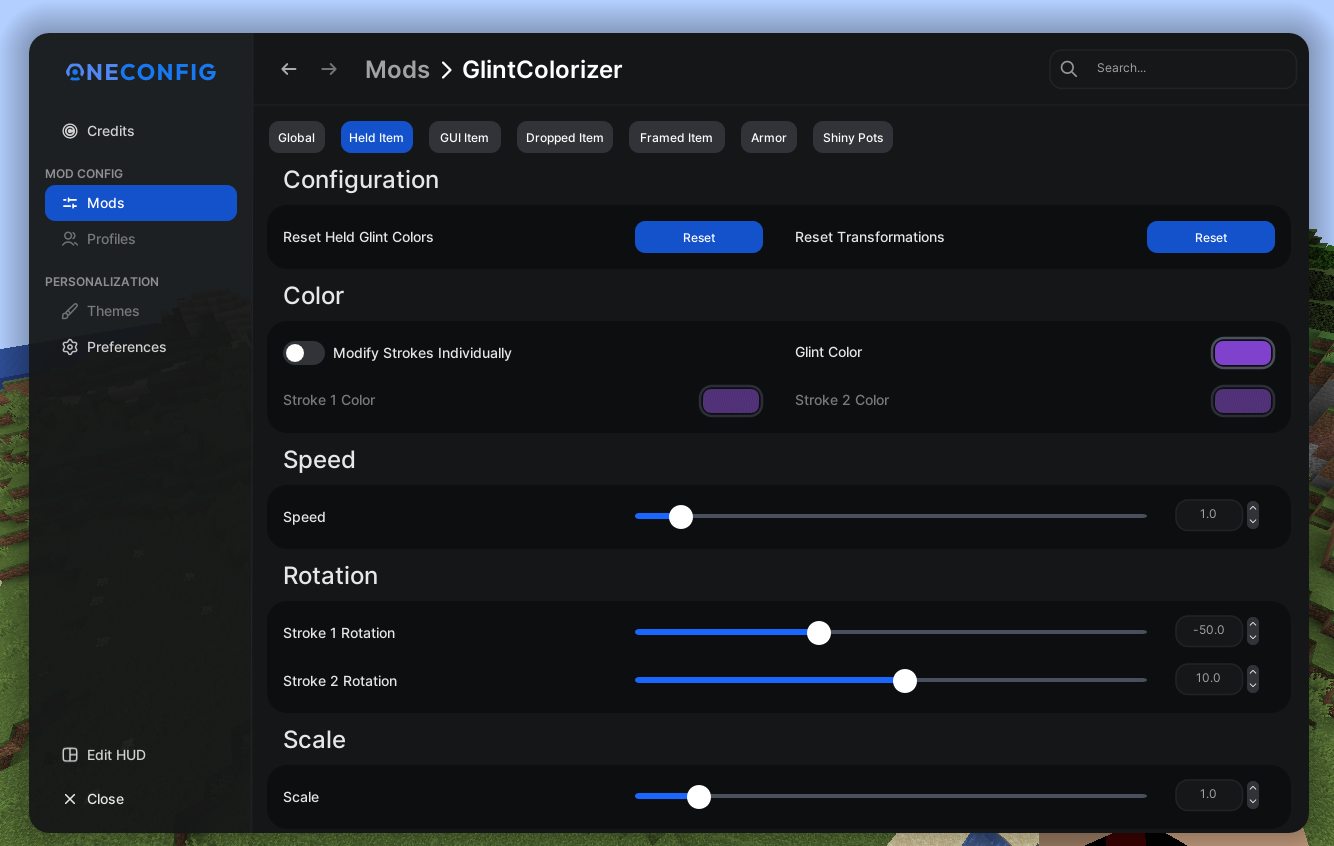 ONECONFIG
Mods > GlintColorizer
Search...
Credits
MOD CONFIG
Mods
Profiles
PERSONALIZATION
Themes
Preferences
Edit HUD
Close
Global Held Item GUI Item Dropped Item Framed Item Armor Shiny Pots
Configuration
Reset Held Glint Colors Reset Reset Transformations Reset
Color
Modify Strokes Individually Glint Color
Stroke 1 Color Stroke 2 Color
Speed
Speed 1.0
Rotation
Stroke 1 Rotation -50.0
Stroke 2 Rotation 10.0
Scale
Scale 1.0